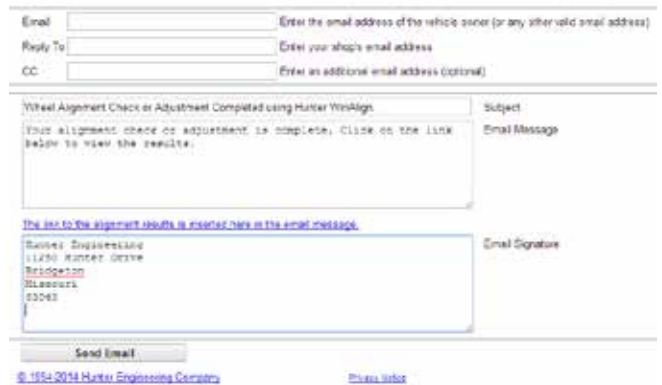 Email Enter the email address of the vehicle owner (or any other valid email address)
Reply To Enter your shop's email address
CC Enter an additional email address (optional)
Wheel Alignment Check or Adjustment Completed using Hunter WinAlign Subject
Your alignment check or adjustment is complete. Click on the link Email Message
below to view the results.
The link to the alignment results is inserted here in the email message.
Hunter Engineering Email Signature
11250 Hunter Drive
Bridgeton
Missouri
Send Email
© 1994-2014 Hunter Engineering Company Privacy Notice